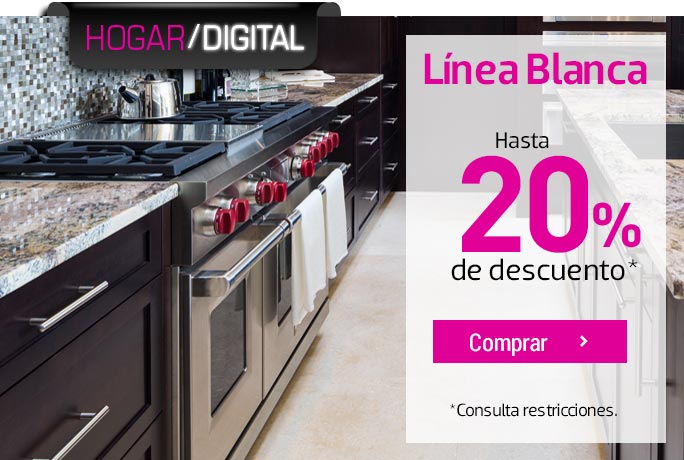 HOGAR/DIGITAL
Línea Blanca
Hasta
20%
de descuento*
Comprar >
*Consulta restricciones.